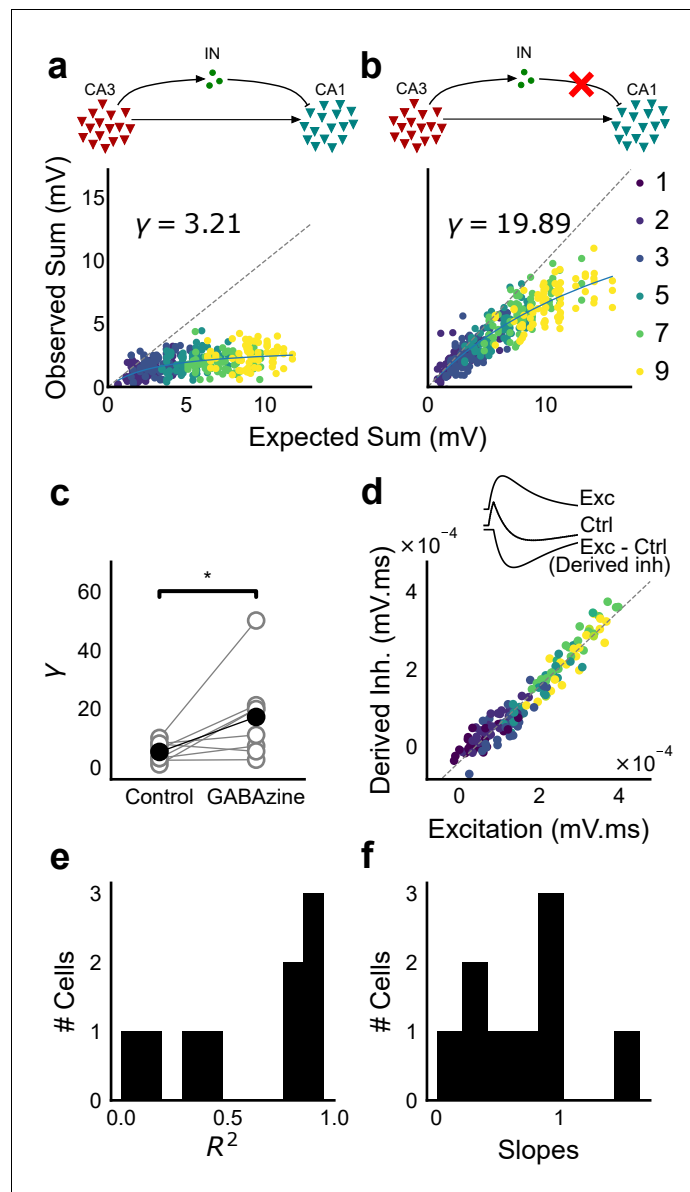 a
IN
CA3
CA1
b
IN
CA3
CA1
Observed Sum (mV)
15
10
5
0
γ = 3.21
0
5
10
γ = 19.89
0
10
1
2
3
5
7
9
Expected Sum (mV)
c
γ
60
40
20
0
*
Control
GABAzine
d
Exc
Ctrl
Exc - Ctrl
(Derived inh)
×10⁻⁴
Derived Inh. (mV.ms)
4
2
0
×10⁻⁴
0
2
4
Excitation (mV.ms)
e
# Cells
3
2
1
0
0.0
0.5
1.0
R²
f
# Cells
3
2
1
0
0
1
Slopes